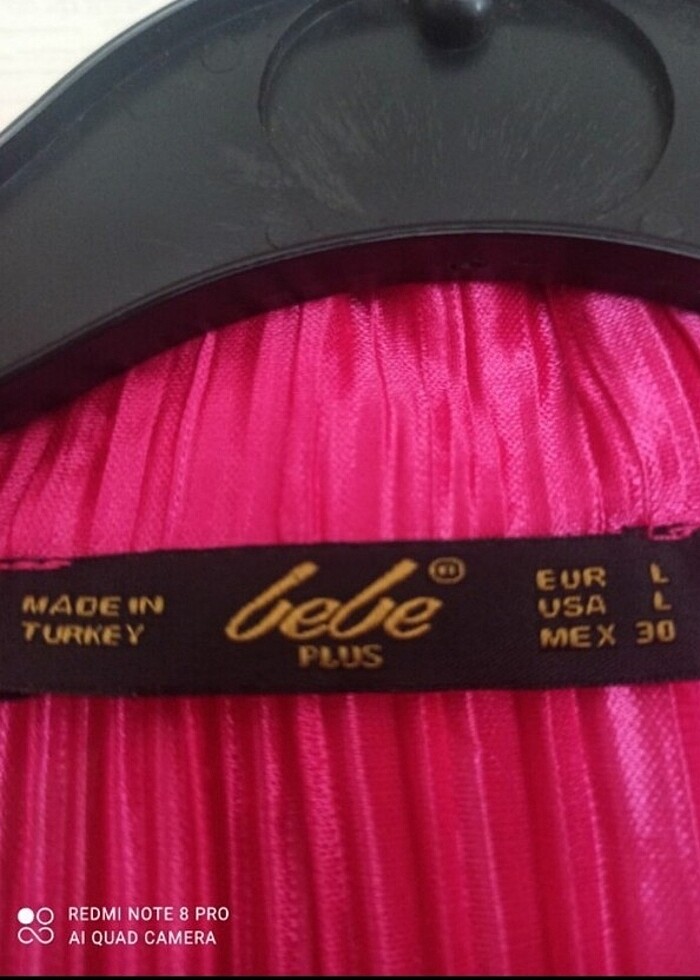 MADE IN
TURKEY
bebe®
PLUS
EUR L
USA L
MEX 30
REDMI NOTE 8 PRO
AI QUAD CAMERA